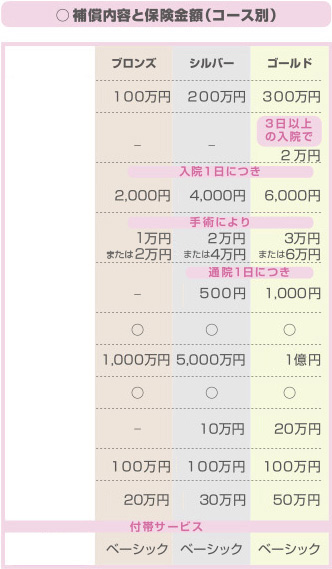 ○ 補償内容と保険金額（コース別）
ブロンズ シルバー ゴールド
100万円 200万円 300万円
3日以上
の入院で
– – 2万円
入院1日につき
2,000円 4,000円 6,000円
手術により
1万円 2万円 3万円
または2万円 または4万円 または6万円
通院1日につき
– 500円 1,000円
○ ○ ○
1,000万円 5,000万円 1億円
○ ○ ○
– 10万円 20万円
100万円 100万円 100万円
20万円 30万円 50万円
付帯サービス
ベーシック ベーシック ベーシック